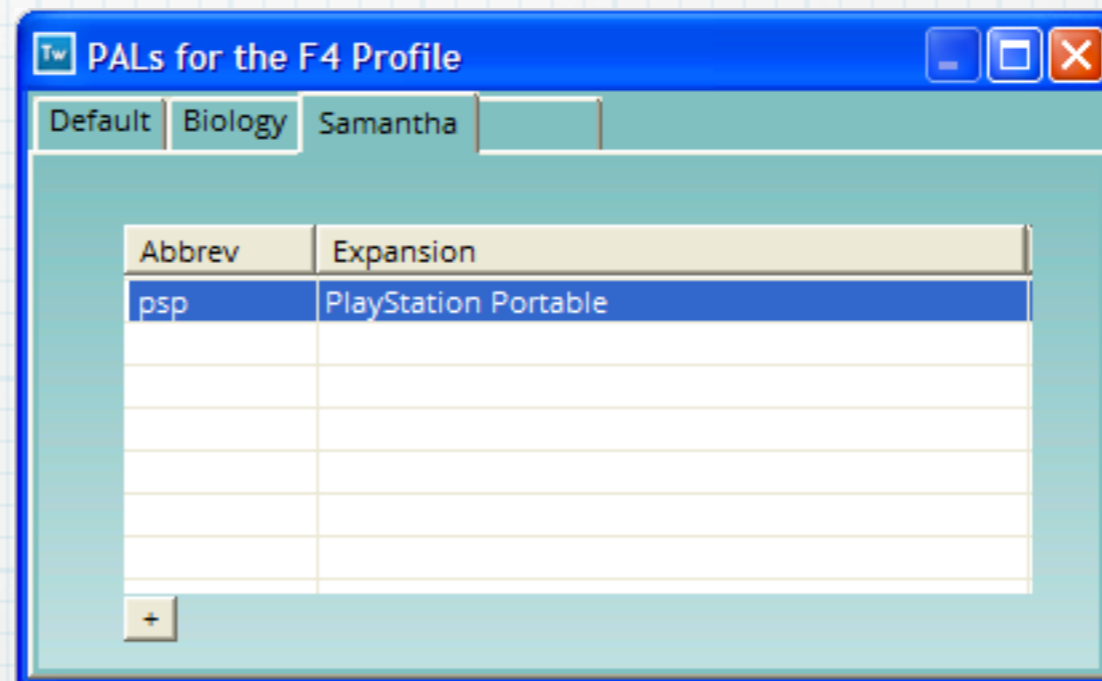 Tw PALs for the F4 Profile
Default Biology Samantha
Abbrev Expansion
psp PlayStation Portable
+